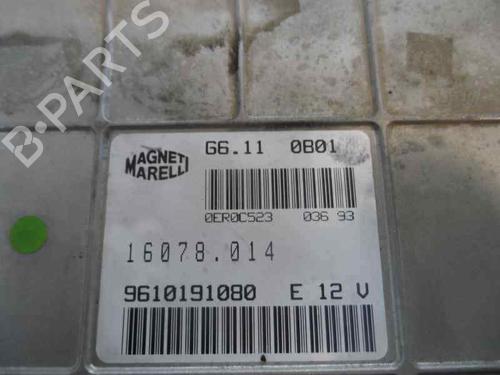 B-PARTS
MAGNETI MARELLI
G6.11 0B01
0ER0C523 036 93
16078.014
9610191080 E 12 V